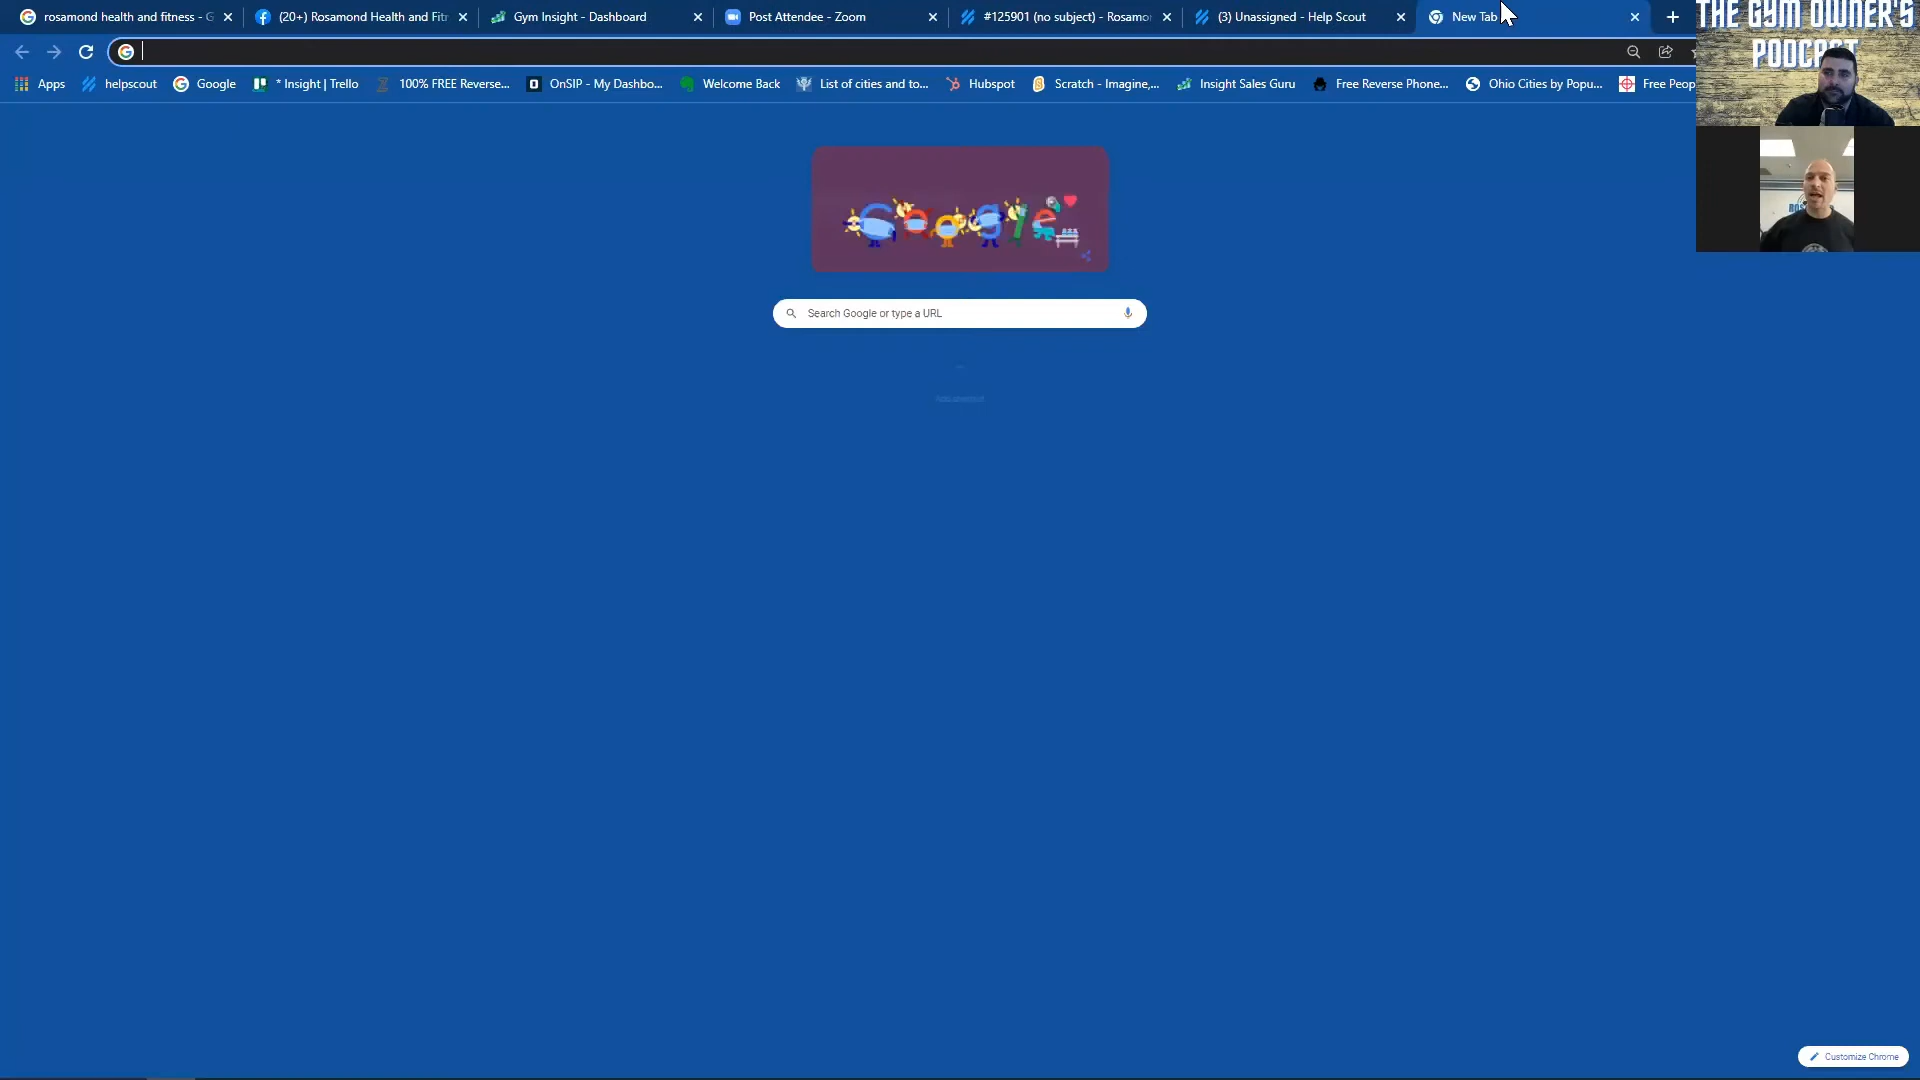 rosamond health and fitness - G
(20+) Rosamond Health and Fitn
Gym Insight - Dashboard
Post Attendee - Zoom
#125901 (no subject) - Rosamo
(3) Unassigned - Help Scout
New Tab
THE GYM OWNER'S
PODCAST
Apps
helpscout
Google
* Insight | Trello
100% FREE Reverse...
OnSIP - My Dashbo...
Welcome Back
List of cities and to...
Hubspot
Scratch - Imagine,...
Insight Sales Guru
Free Reverse Phone...
Ohio Cities by Popu...
Free Peop
Google
Search Google or type a URL
Customize Chrome